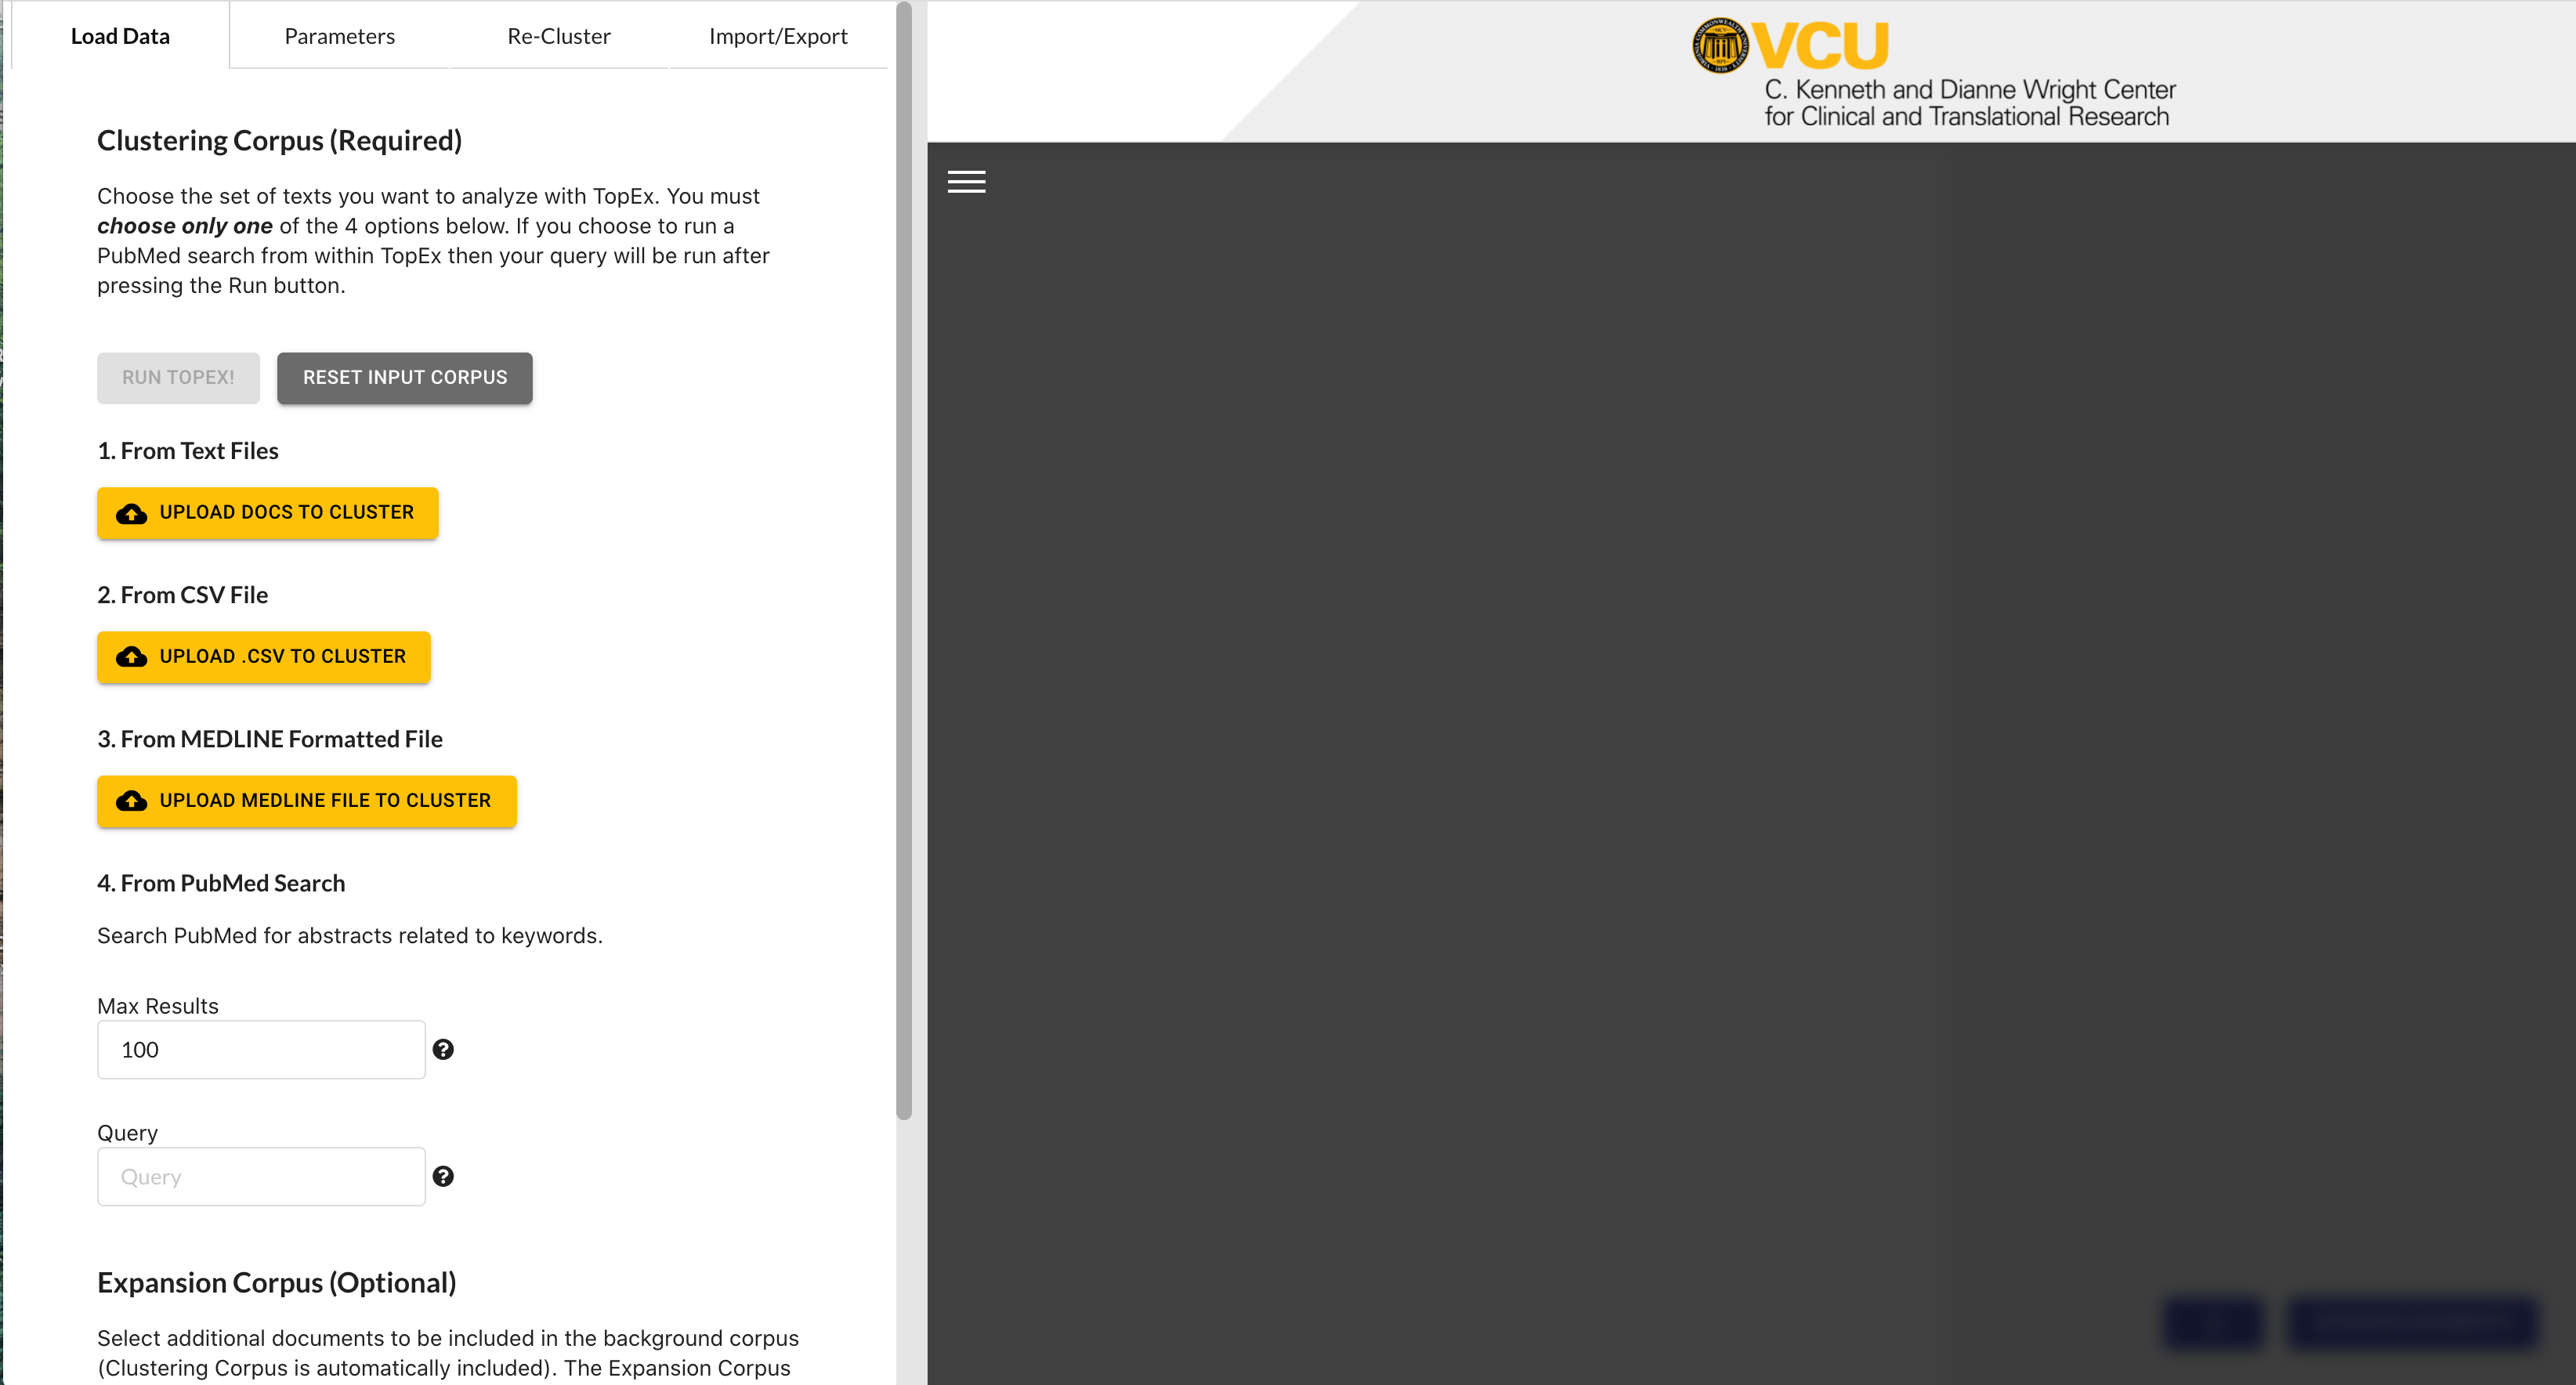 Load Data
Parameters
Re-Cluster
Import/Export
VCU
C. Kenneth and Dianne Wright Center
for Clinical and Translational Research
Clustering Corpus (Required)
Choose the set of texts you want to analyze with TopEx. You must
choose only one of the 4 options below. If you choose to run a
PubMed search from within TopEx then your query will be run after
pressing the Run button.
RUN TOPEX!
RESET INPUT CORPUS
1. From Text Files
UPLOAD DOCS TO CLUSTER
2. From CSV File
UPLOAD .CSV TO CLUSTER
3. From MEDLINE Formatted File
UPLOAD MEDLINE FILE TO CLUSTER
4. From PubMed Search
Search PubMed for abstracts related to keywords.
Max Results
100
Query
Query
Expansion Corpus (Optional)
Select additional documents to be included in the background corpus
(Clustering Corpus is automatically included). The Expansion Corpus